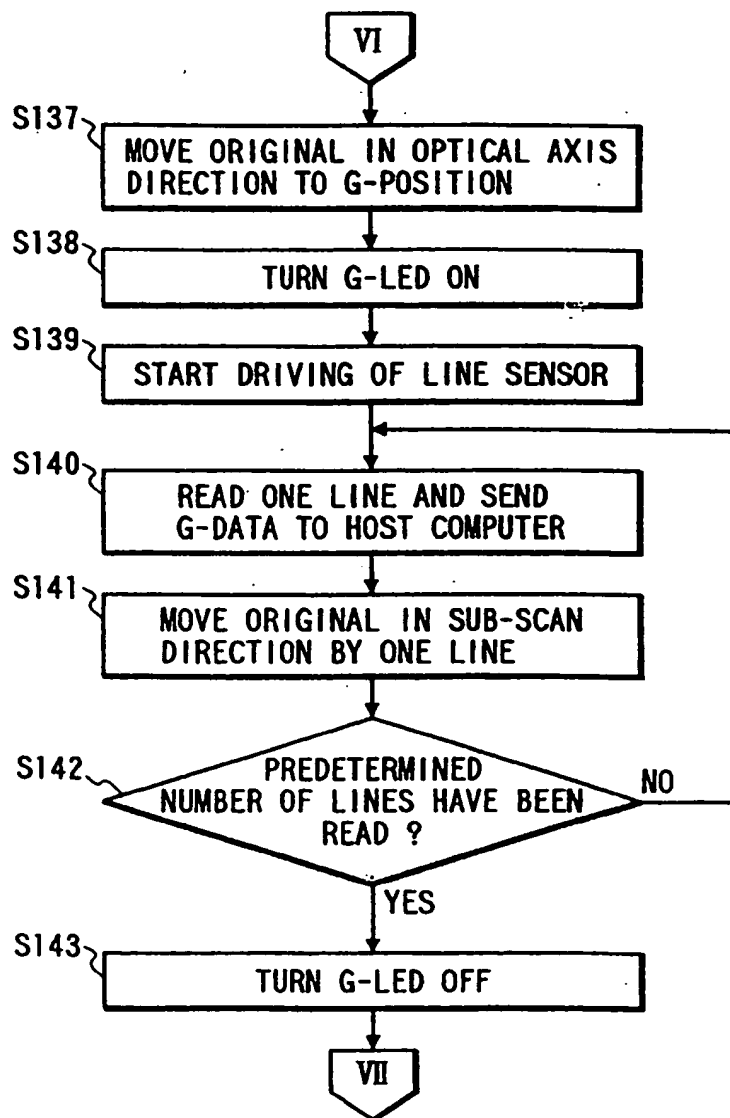 VI
S137
MOVE ORIGINAL IN OPTICAL AXIS
DIRECTION TO G-POSITION
S138
TURN G-LED ON
S139
START DRIVING OF LINE SENSOR
S140
READ ONE LINE AND SEND
G-DATA TO HOST COMPUTER
S141
MOVE ORIGINAL IN SUB-SCAN
DIRECTION BY ONE LINE
S142
PREDETERMINED
NUMBER OF LINES HAVE BEEN
READ ?
NO
YES
S143
TURN G-LED OFF
VII